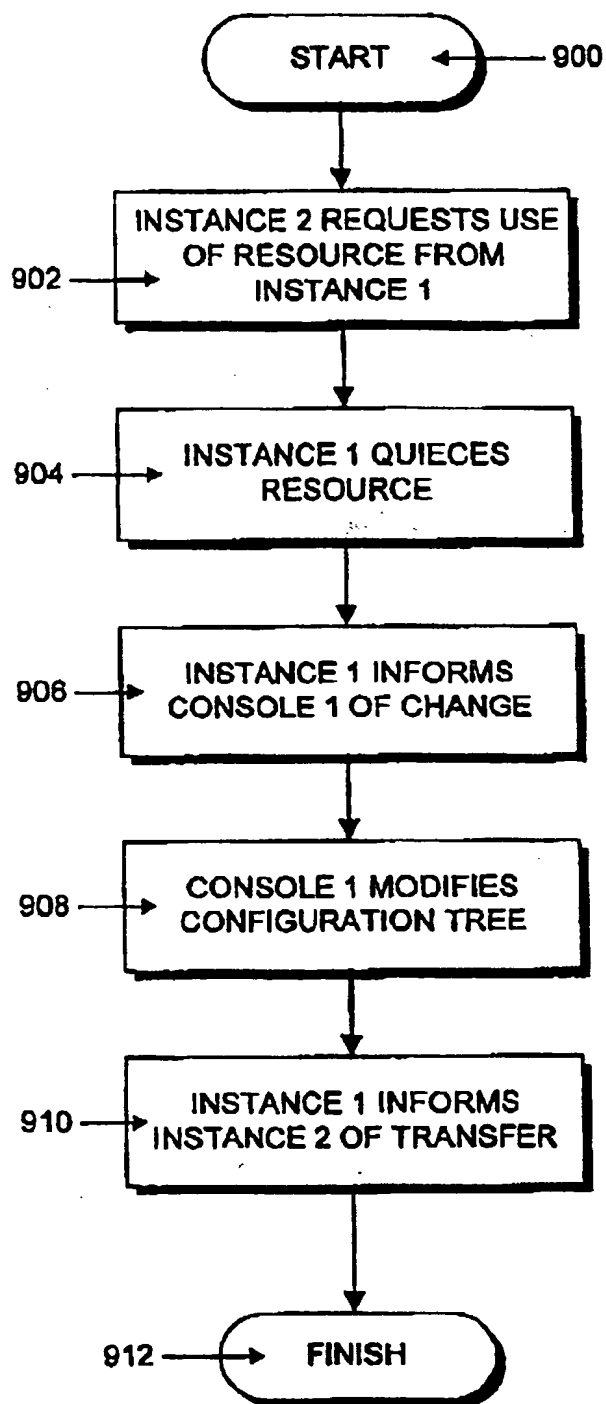 START
900
INSTANCE 2 REQUESTS USE
OF RESOURCE FROM
INSTANCE 1
902
INSTANCE 1 QUIECES
RESOURCE
904
INSTANCE 1 INFORMS
CONSOLE 1 OF CHANGE
906
CONSOLE 1 MODIFIES
CONFIGURATION TREE
908
INSTANCE 1 INFORMS
INSTANCE 2 OF TRANSFER
910
FINISH
912